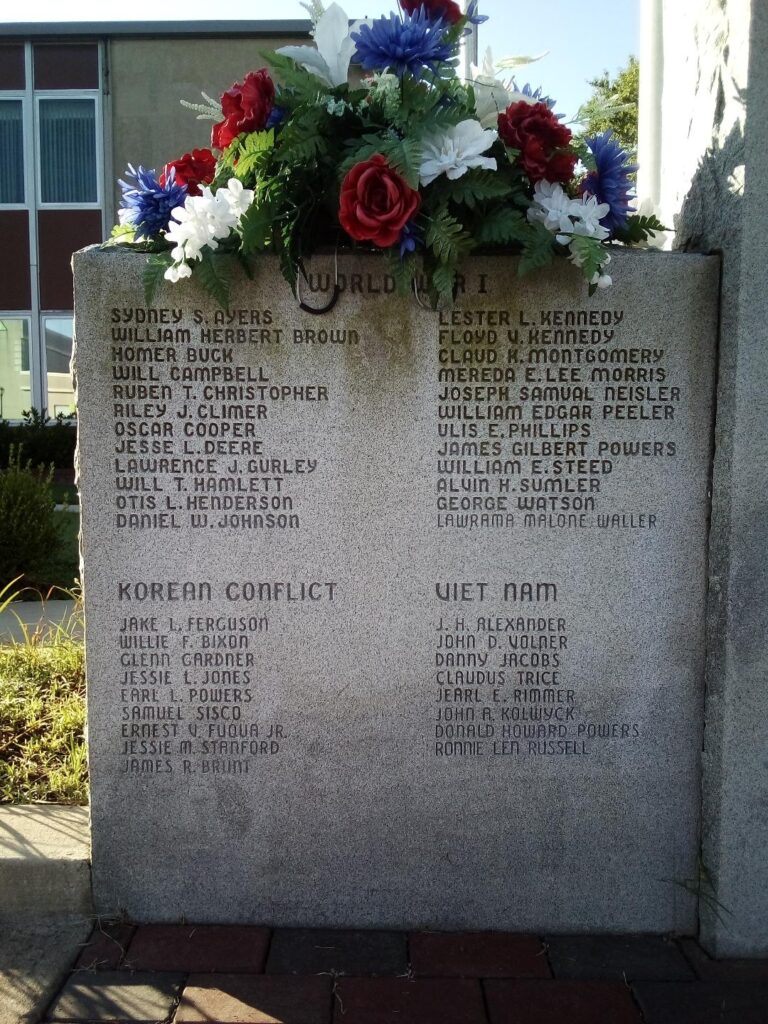 WORLD WAR I
SYDNEY S. AYERS
WILLIAM HERBERT BROWN
HOMER BUCK
WILL CAMPBELL
RUBEN T. CHRISTOPHER
RILEY J. CLIMER
OSCAR COOPER
JESSE L. DEERE
LAWRENCE J. GURLEY
WILL T. HAMLETT
OTIS L. HENDERSON
DANIEL W. JOHNSON
LESTER L. KENNEDY
FLOYD V. KENNEDY
CLAUD K. MONTGOMERY
MEREDA E. LEE MORRIS
JOSEPH SAMUAL NEISLER
WILLIAM EDGAR PEELER
ULIS E. PHILLIPS
JAMES GILBERT POWERS
WILLIAM E. STEED
ALVIN H. SUMLER
GEORGE WATSON
LAWRAMA MALONE WALLER
KOREAN CONFLICT
JAKE L. FERGUSON
WILLIE F. BIXON
GLENN GARDNER
JESSIE L. JONES
EARL L. POWERS
SAMUEL SISCO
ERNEST V. FUQUA JR.
JESSIE M. STANFORD
JAMES R. BRUNT
VIET NAM
J. H. ALEXANDER
JOHN D. VOLNER
DANNY JACOBS
CLAUDUS TRICE
JEARL E. RIMMER
JOHN A. KOLWYCK
DONALD HOWARD POWERS
RONNIE LEN RUSSELL